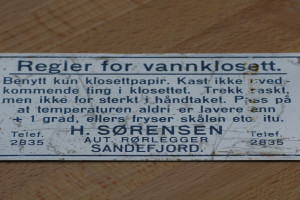 Regler for vannklosett.
Benytt kun klosettpapir. Kast ikke uved-
kommende ting i klosettet. Trekk raskt,
men ikke for sterkt i håndtaket. Pass på
at temperaturen aldri er lavere enn
+ 1 grad, ellers fryser skålen etc. itu.
H. SØRENSEN
Telef. 2835
AUT. RØRLEGGER
Telef. 2835
SANDEFJORD.